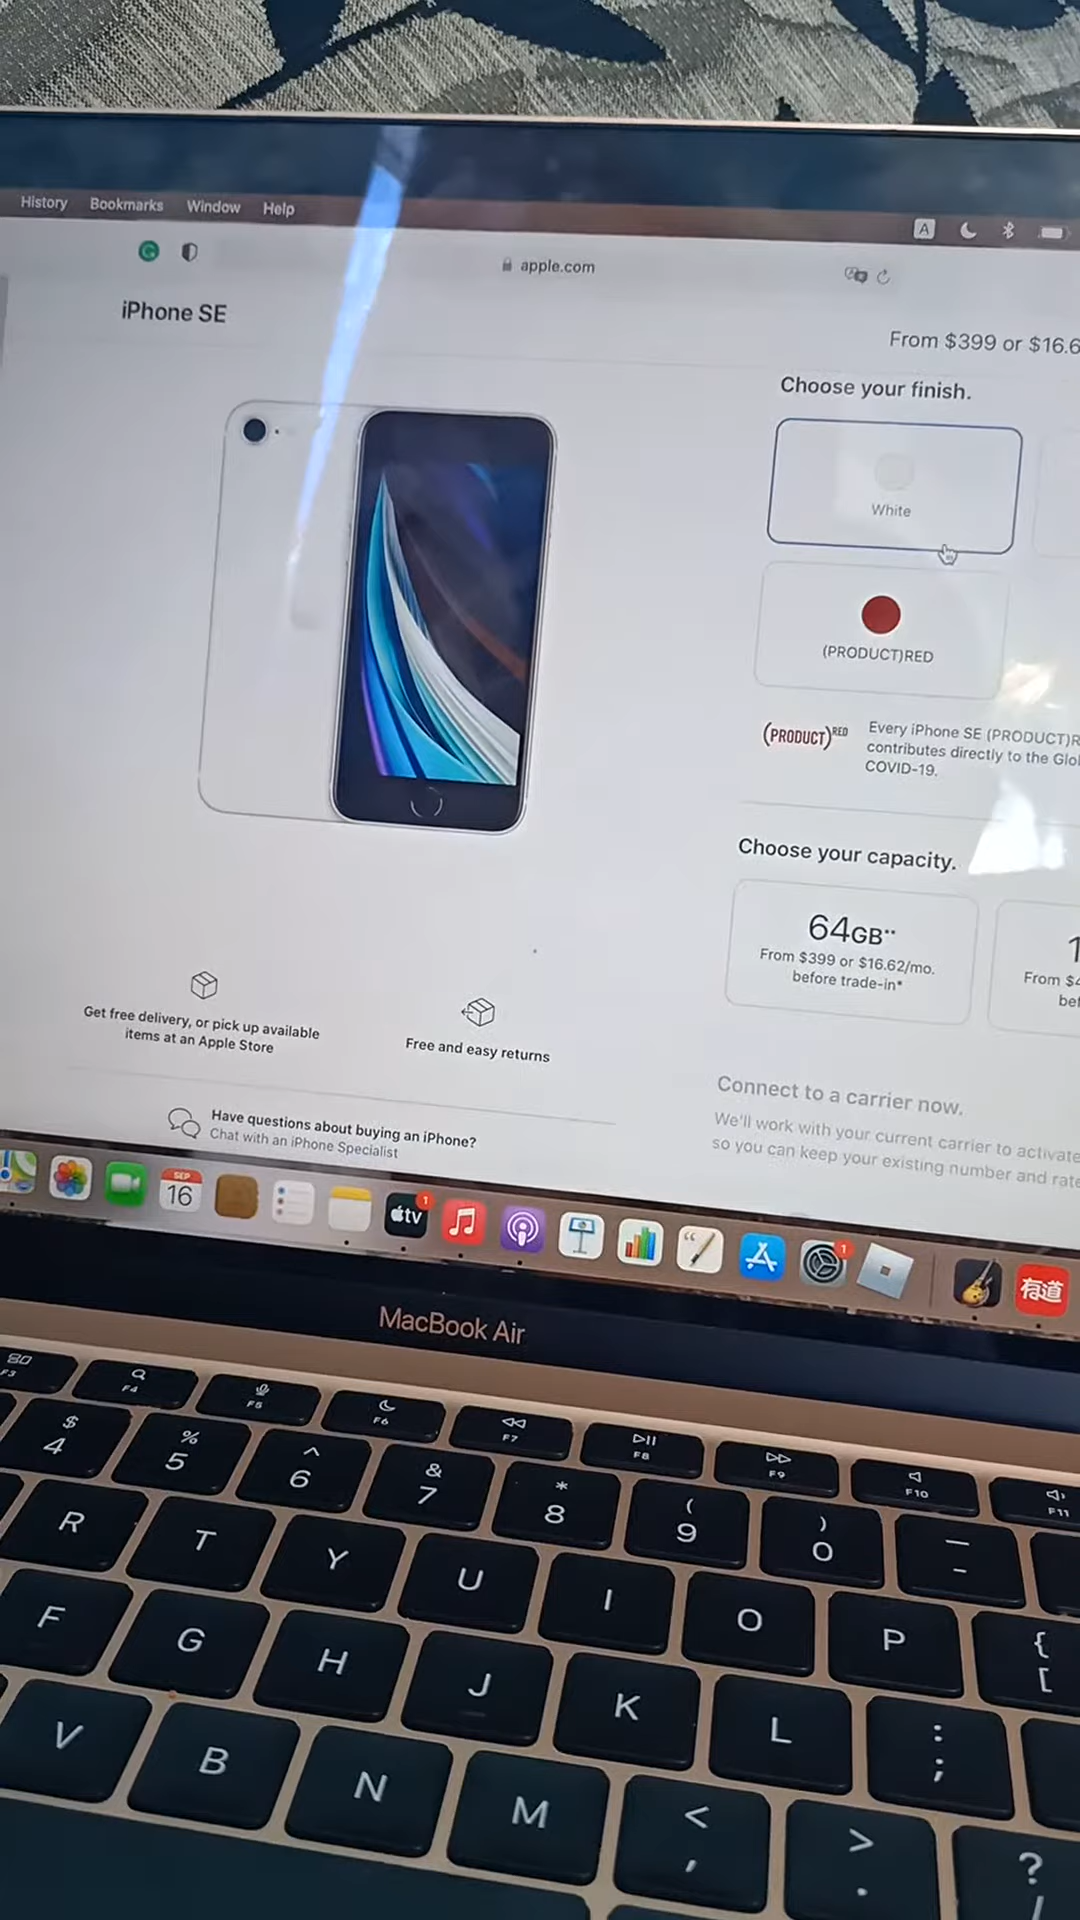 History Bookmarks Window Help
A
apple.com
iPhone SE
From $399 or $16.6
Choose your finish.
White
(PRODUCT)RED
(PRODUCT)RED
Every iPhone SE (PRODUCT)R
contributes directly to the Glo
COVID-19.
Choose your capacity.
64GB••
From $399 or $16.62/mo.
before trade-in*
1
From $4
bef
Get free delivery, or pick up available
items at an Apple Store
Free and easy returns
Have questions about buying an iPhone?
Chat with an iPhone Specialist
Connect to a carrier now.
We'll work with your current carrier to activate
so you can keep your existing number and rate
SEP
16
tv
1
1
有道
MacBook Air
F3 F4 F5 F6 F7 F8 F9 F10 F11
$ % ^ & * ( ) —
4 5 6 7 8 9 0 -
R T Y U I O P { [
F G H J K L : ;
V B N M < , > . ? /